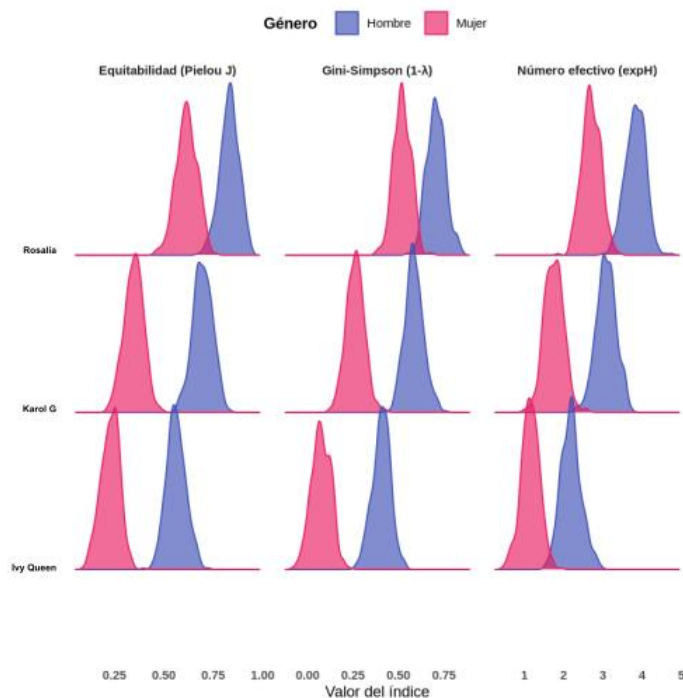 Género Hombre Mujer
Equitabilidad (Pielou J) Gini-Simpson (1-λ) Número efectivo (expH)
Rosalia
Karol G
Ivy Queen
0.25 0.50 0.75 1.00 0.00 0.25 0.50 0.75 1 2 3 4 5
Valor del índice